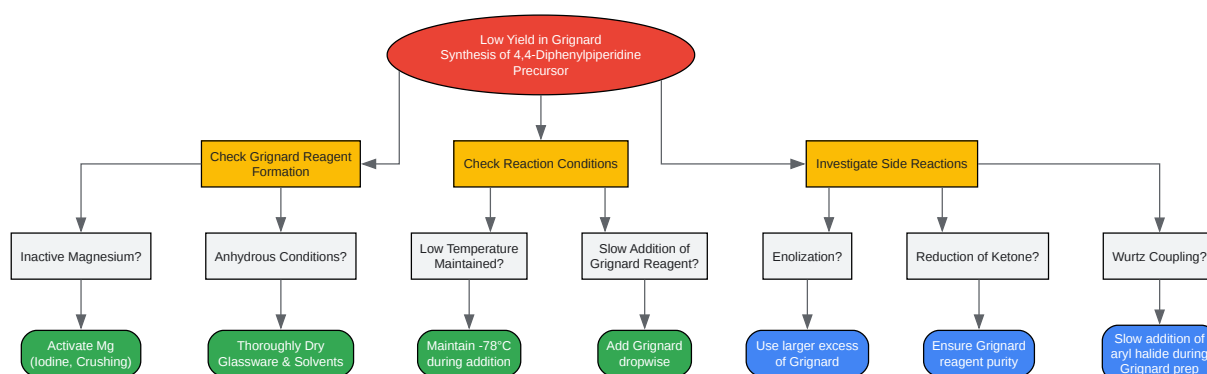 Low Yield in Grignard
Synthesis of 4,4-Diphenylpiperidine
Precursor
Check Grignard Reagent
Formation
Check Reaction Conditions
Investigate Side Reactions
Inactive Magnesium?
Anhydrous Conditions?
Low Temperature
Maintained?
Slow Addition of
Grignard Reagent?
Enolization?
Reduction of Ketone?
Wurtz Coupling?
Activate Mg
(Iodine, Crushing)
Thoroughly Dry
Glassware & Solvents
Maintain -78°C
during addition
Add Grignard
dropwise
Use larger excess
of Grignard
Ensure Grignard
reagent purity
Slow addition of
aryl halide during
Grignard prep